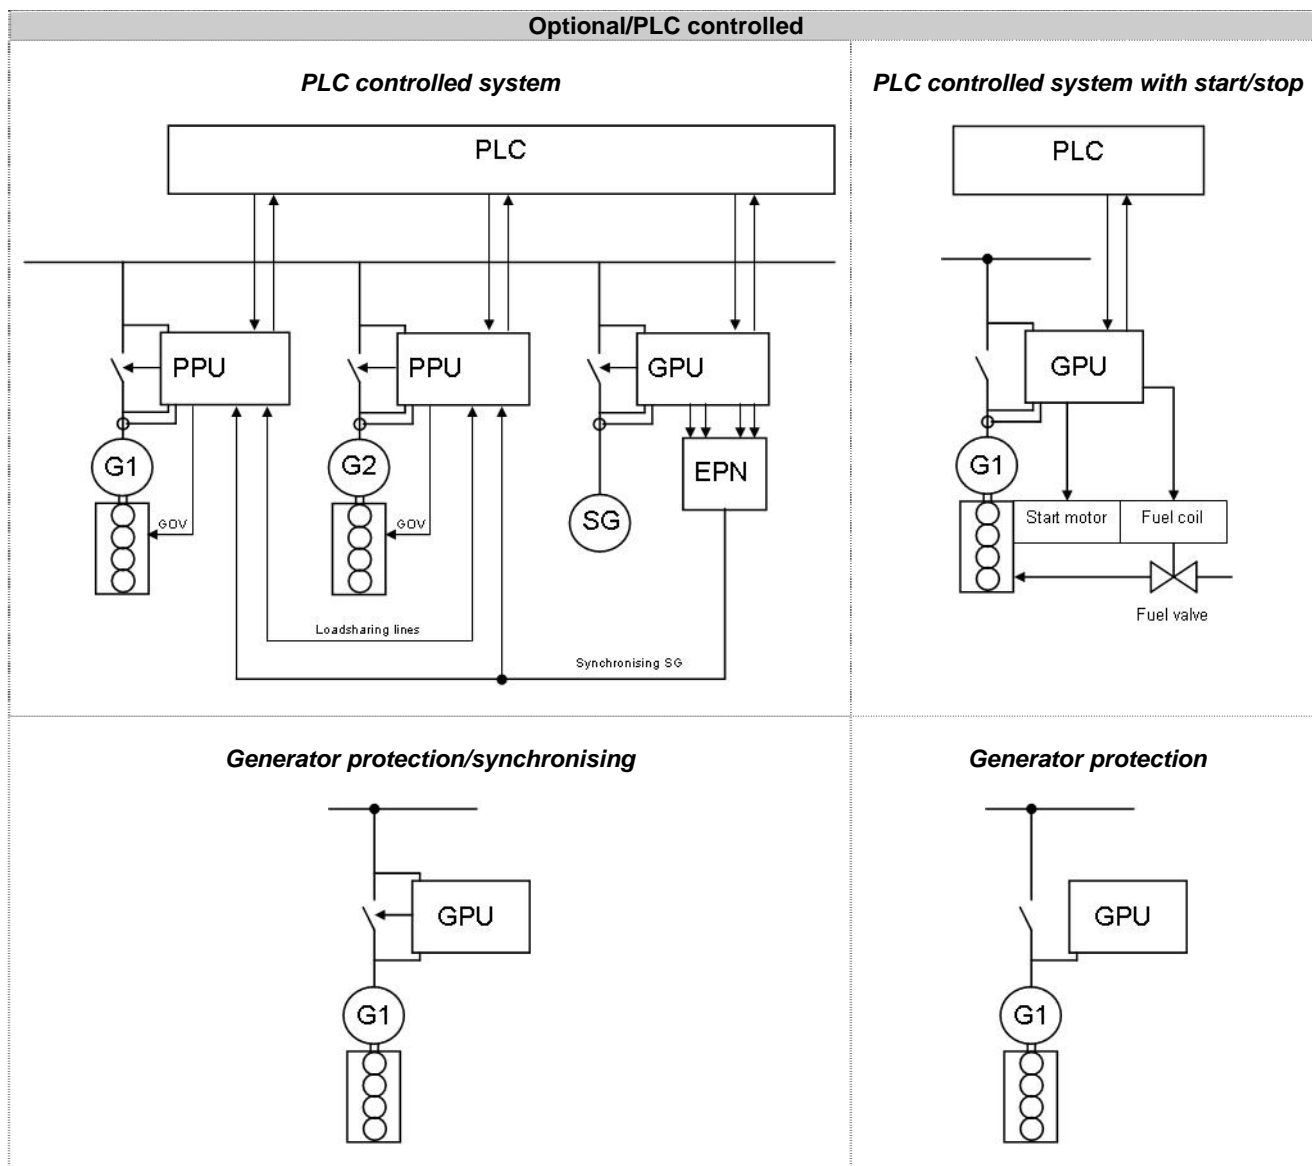 Optional/PLC controlled
PLC controlled system
PLC
PPU
PPU
GPU
EPN
G1
G2
SG
GOV
GOV
Loadsharing lines
Synchronising SG
PLC controlled system with start/stop
PLC
GPU
G1
Start motor
Fuel coil
Fuel valve
Generator protection/synchronising
GPU
G1
Generator protection
GPU
G1